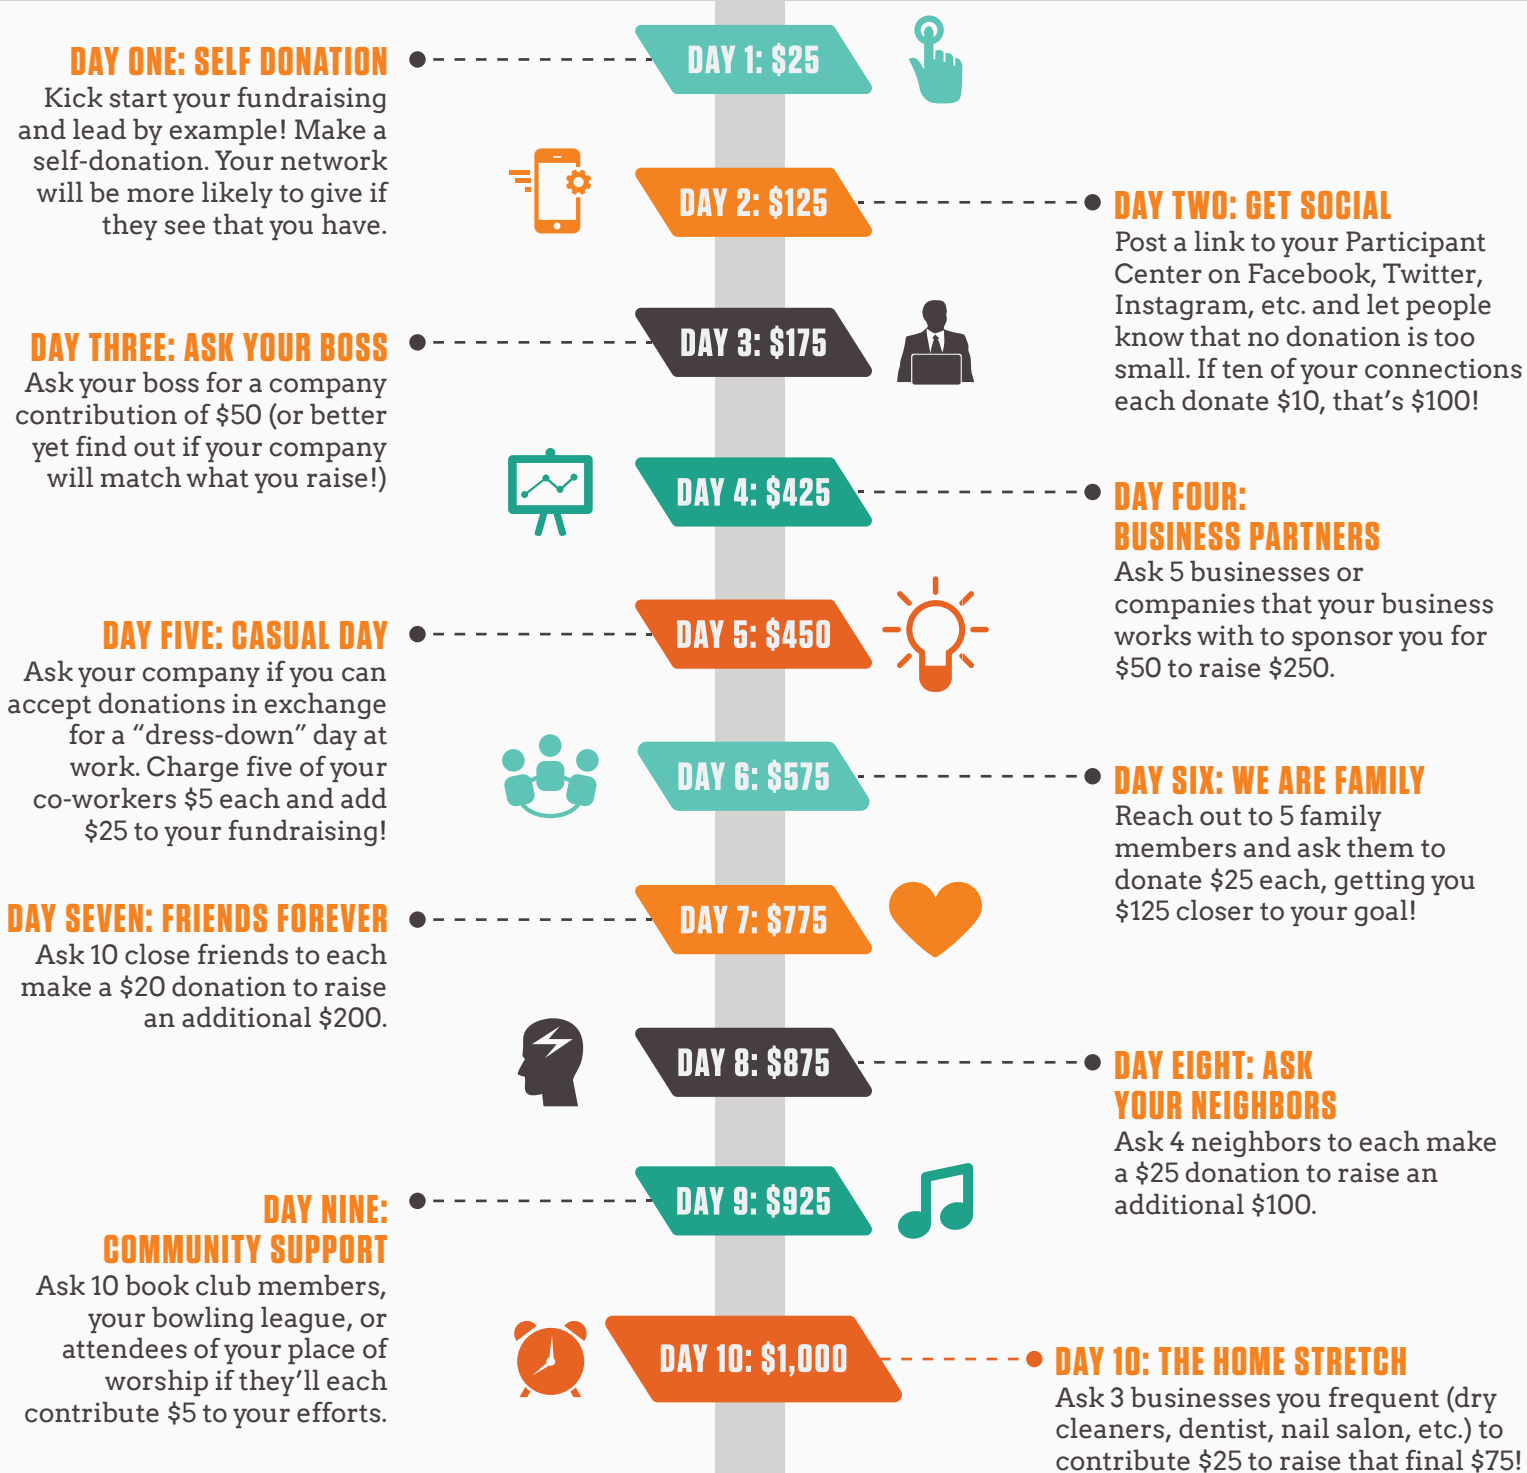 DAY 1: $25
DAY ONE: SELF DONATION
Kick start your fundraising
and lead by example! Make a
self-donation. Your network
will be more likely to give if
they see that you have.
DAY 2: $125
DAY TWO: GET SOCIAL
Post a link to your Participant
Center on Facebook, Twitter,
Instagram, etc. and let people
know that no donation is too
small. If ten of your connections
each donate $10, that’s $100!
DAY 3: $175
DAY THREE: ASK YOUR BOSS
Ask your boss for a company
contribution of $50 (or better
yet find out if your company
will match what you raise!)
DAY 4: $425
DAY FOUR:
BUSINESS PARTNERS
Ask 5 businesses or
companies that your business
works with to sponsor you for
$50 to raise $250.
DAY 5: $450
DAY FIVE: CASUAL DAY
Ask your company if you can
accept donations in exchange
for a “dress-down” day at
work. Charge five of your
co-workers $5 each and add
$25 to your fundraising!
DAY 6: $575
DAY SIX: WE ARE FAMILY
Reach out to 5 family
members and ask them to
donate $25 each, getting you
$125 closer to your goal!
DAY 7: $775
DAY SEVEN: FRIENDS FOREVER
Ask 10 close friends to each
make a $20 donation to raise
an additional $200.
DAY 8: $875
DAY EIGHT: ASK
YOUR NEIGHBORS
Ask 4 neighbors to each make
a $25 donation to raise an
additional $100.
DAY 9: $925
DAY NINE:
COMMUNITY SUPPORT
Ask 10 book club members,
your bowling league, or
attendees of your place of
worship if they’ll each
contribute $5 to your efforts.
DAY 10: $1,000
DAY 10: THE HOME STRETCH
Ask 3 businesses you frequent (dry
cleaners, dentist, nail salon, etc.) to
contribute $25 to raise that final $75!